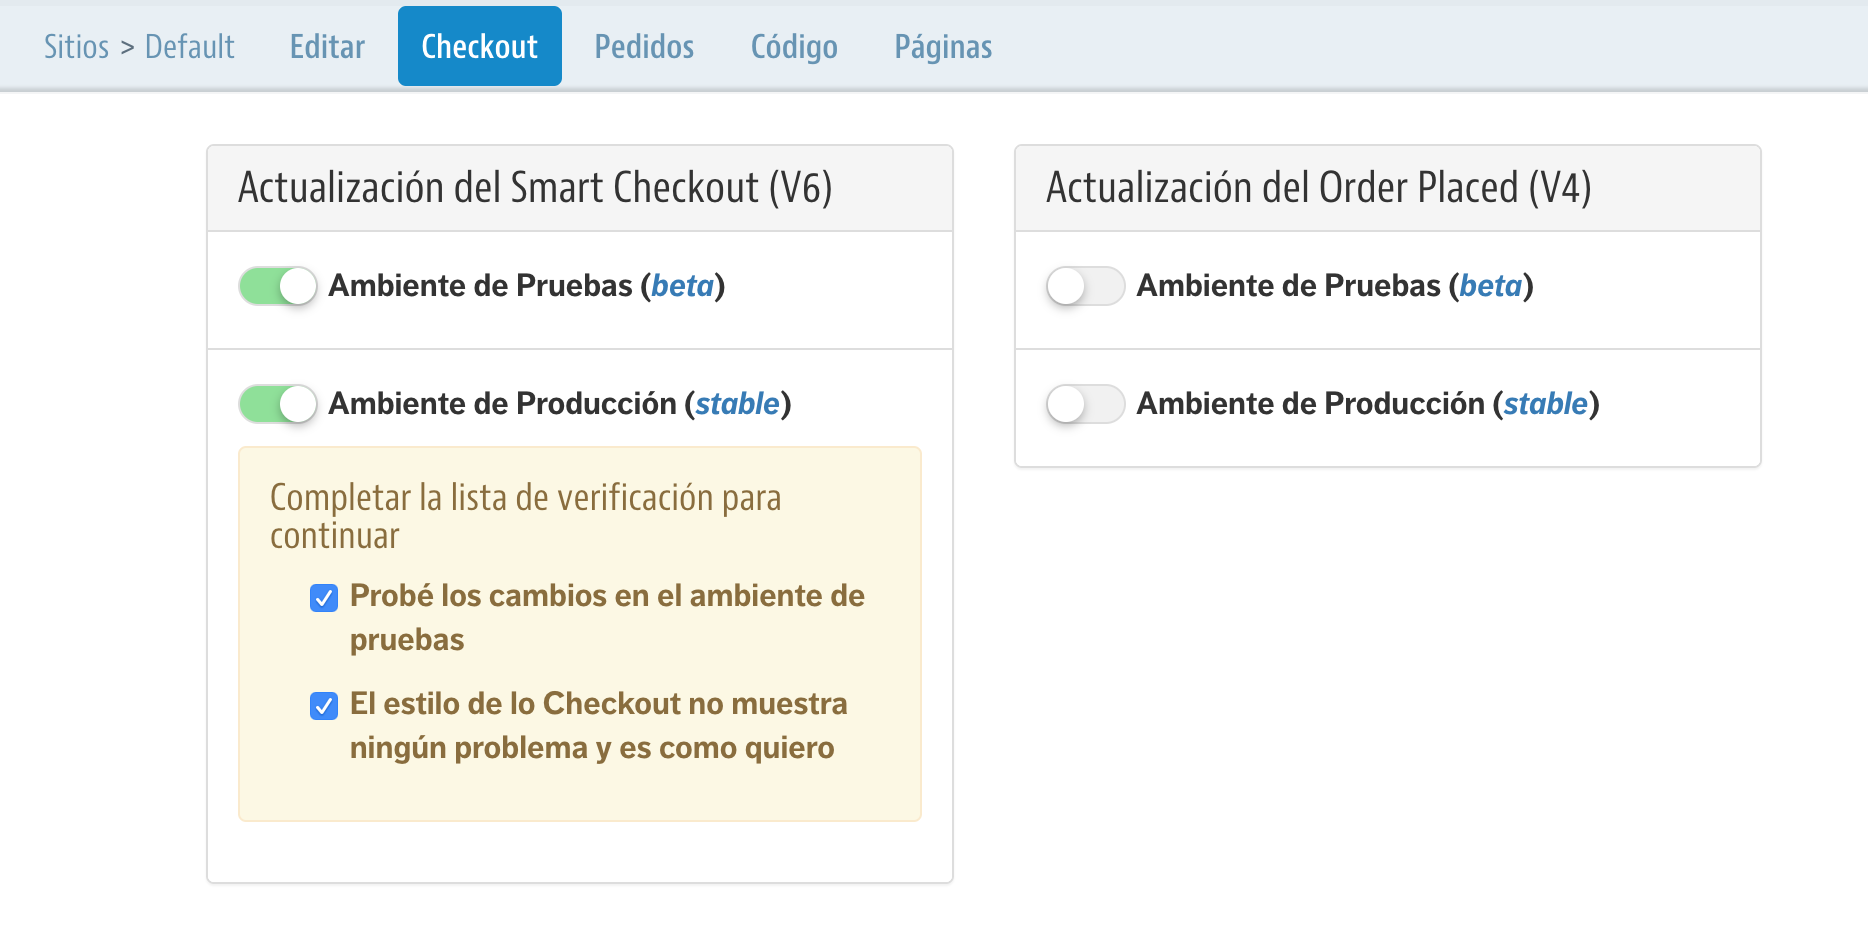 Sitios > Default Editar Checkout Pedidos Código Páginas
Actualización del Smart Checkout (V6)
Ambiente de Pruebas (beta)
Ambiente de Producción (stable)
Completar la lista de verificación para
continuar
Probé los cambios en el ambiente de
pruebas
El estilo de lo Checkout no muestra
ningún problema y es como quiero
Actualización del Order Placed (V4)
Ambiente de Pruebas (beta)
Ambiente de Producción (stable)